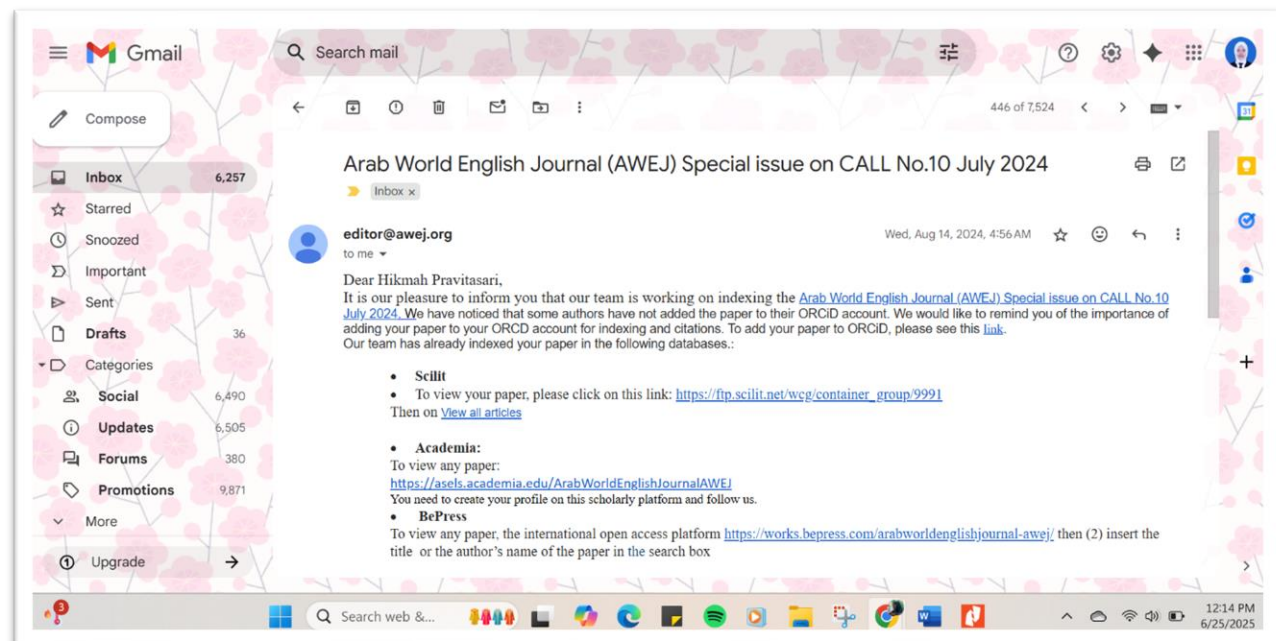 Gmail
Search mail
Compose
446 of 7,524
31
Inbox 6,257
Starred
Snoozed
Important
Sent
Drafts 36
Categories
Social 6,490
Updates 6,505
Forums 380
Promotions 9,871
More
1 Upgrade
Arab World English Journal (AWEJ) Special issue on CALL No.10 July 2024
Inbox x
editor@awej.org Wed, Aug 14, 2024, 4:56 AM
to me
Dear Hikmah Pravitasari,
It is our pleasure to inform you that our team is working on indexing the Arab World English Journal (AWEJ) Special issue on CALL No.10
July 2024. We have noticed that some authors have not added the paper to their ORCiD account. We would like to remind you of the importance of
adding your paper to your ORCD account for indexing and citations. To add your paper to ORCiD, please see this link.
Our team has already indexed your paper in the following databases.:
• Scilit
• To view your paper, please click on this link: https://ftp.scilit.net/wcg/container_group/9991
Then on View all articles
• Academia:
To view any paper:
https://asels.academia.edu/ArabWorldEnglishJournalAWEJ
You need to create your profile on this scholarly platform and follow us.
• BePress
To view any paper, the international open access platform https://works.bepress.com/arabworldenglishjournal-awej/ then (2) insert the
title or the author's name of the paper in the search box
3
Search web &...
12:14 PM
6/25/2025